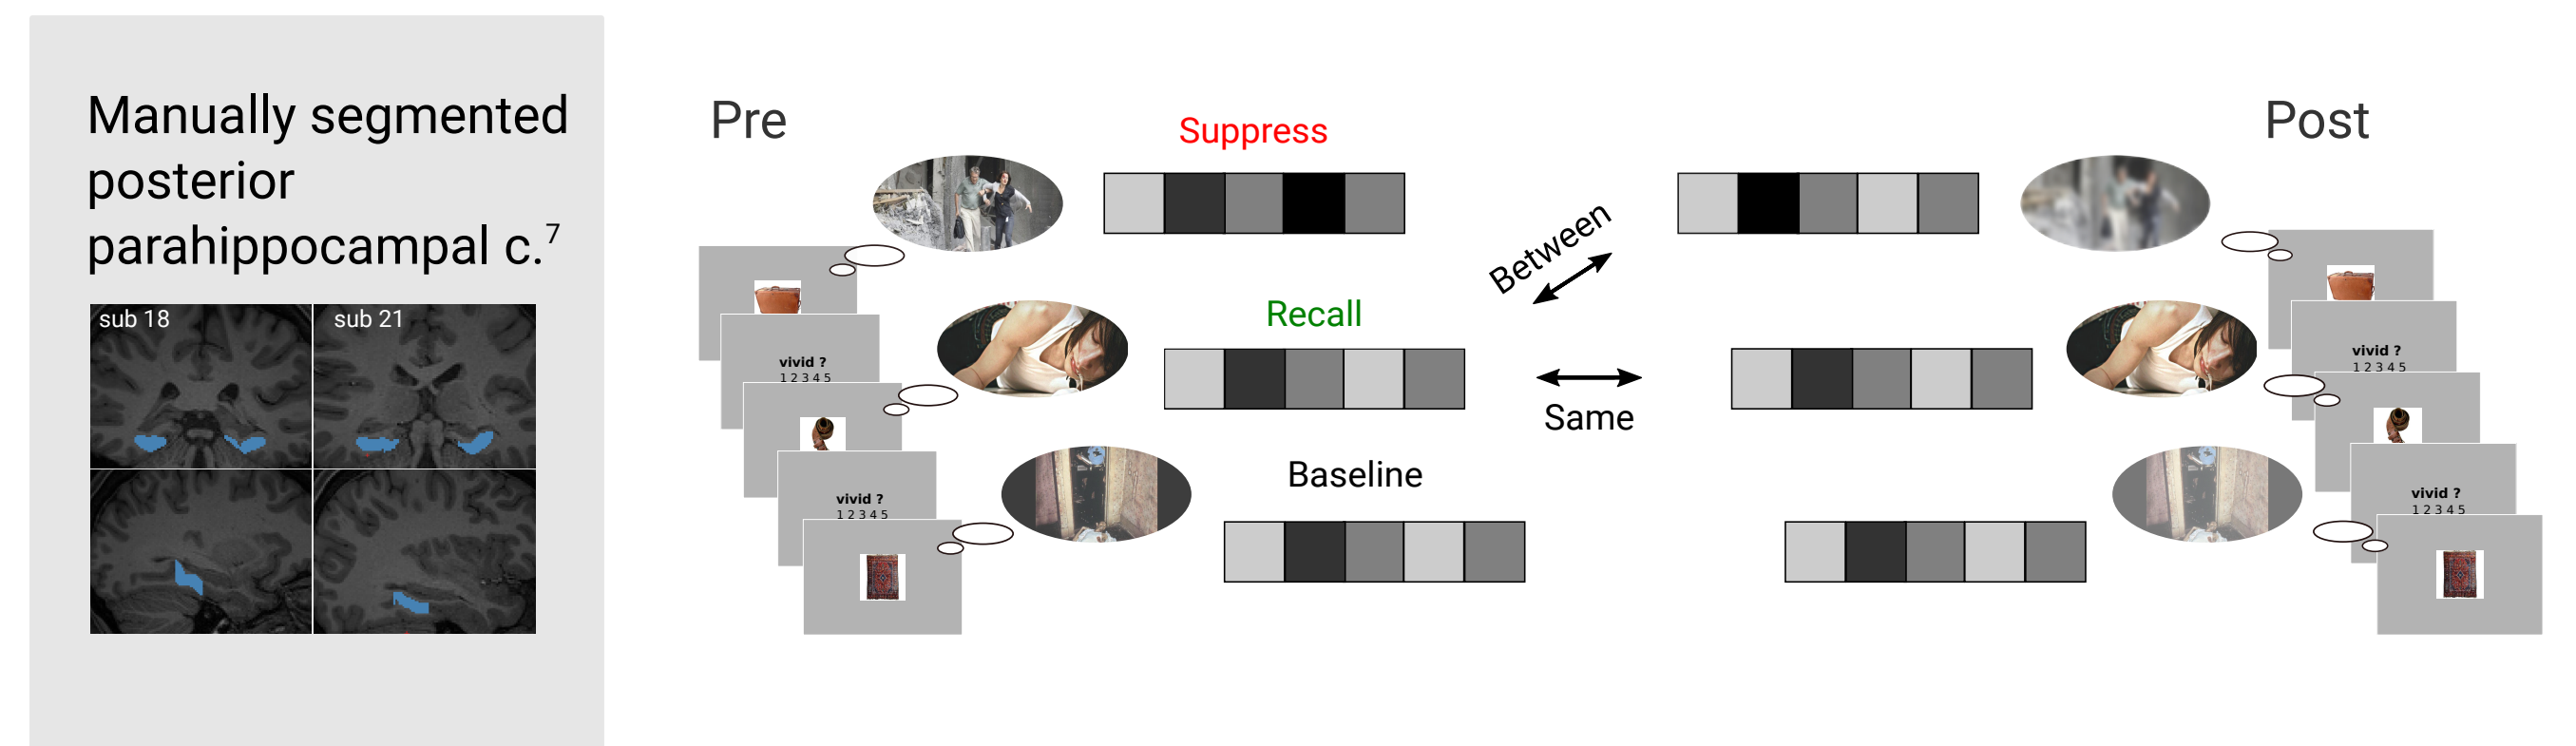 Manually segmented
posterior
parahippocampal c.7
sub 18
sub 21
Pre
Suppress
Recall
Baseline
vivid ?
1 2 3 4 5
vivid ?
1 2 3 4 5
Between
Same
Post
vivid ?
1 2 3 4 5
vivid ?
1 2 3 4 5